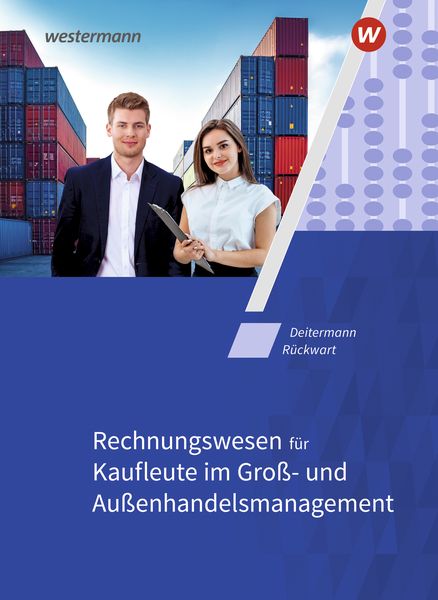 westermann
W
Deitermann
Rückwart
Rechnungswesen für
Kaufleute im Groß- und
Außenhandelsmanagement